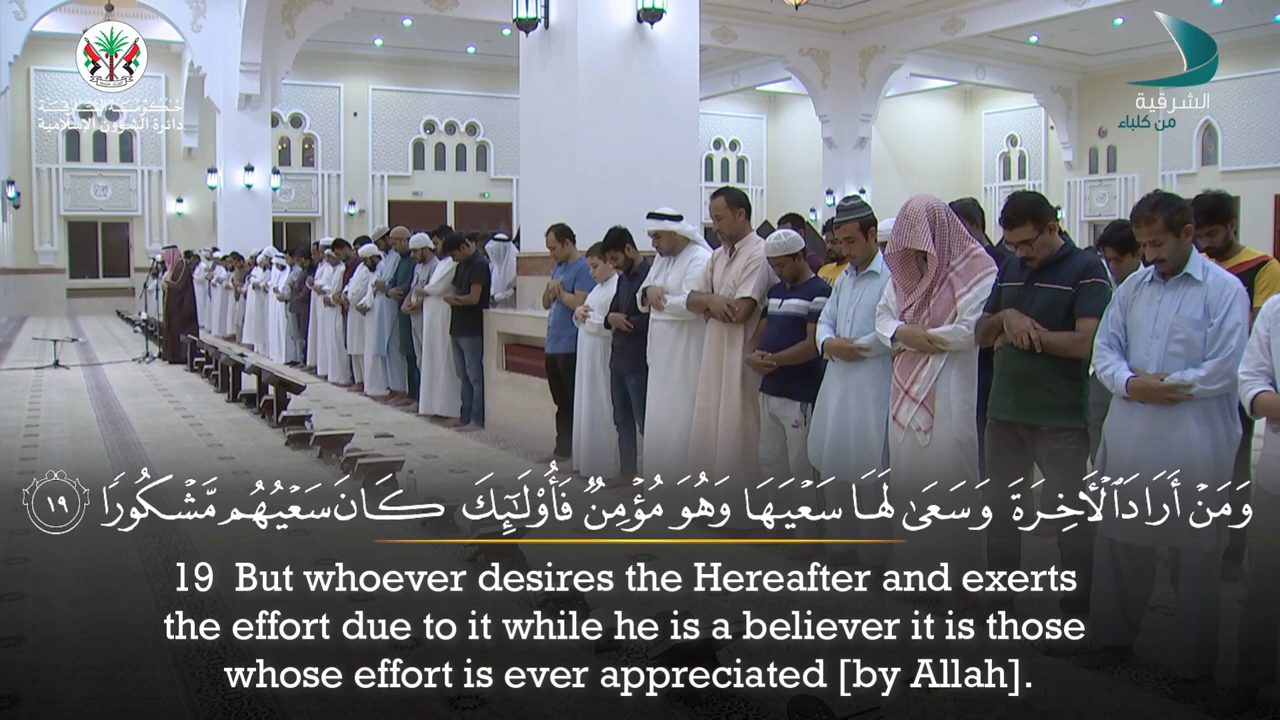 حكومة الشارقة
دائرة الشؤون الإسلامية
الشرقية
من كلباء
وَمَنْ أَرَادَ ٱلْءَاخِرَةَ وَسَعَىٰ لَهَا سَعْيَهَا وَهُوَ مُؤْمِنٌ فَأُو۟لَـٰٓئِكَ كَانَ سَعْيُهُم مَّشْكُورًا ١٩
19 But whoever desires the Hereafter and exerts
the effort due to it while he is a believer it is those
whose effort is ever appreciated [by Allah].